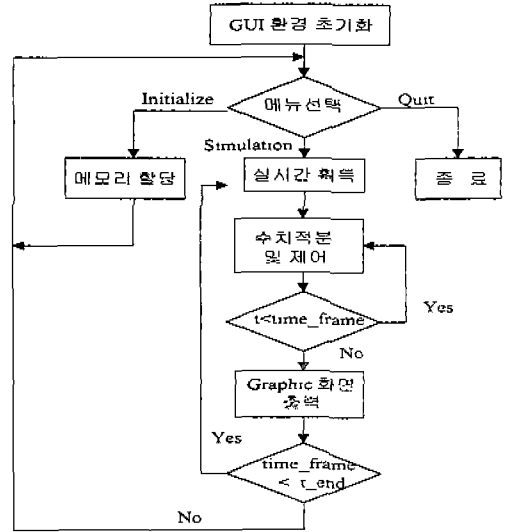 GUI 환경 초기화
메뉴선택
Initialize
Quit
Simulation
메모리 할당
실시간 획득
종 료
수치적분
및 제어
Yes
t<time_frame
No
Graphic 화면
출력
Yes
time_frame
< t_end
No